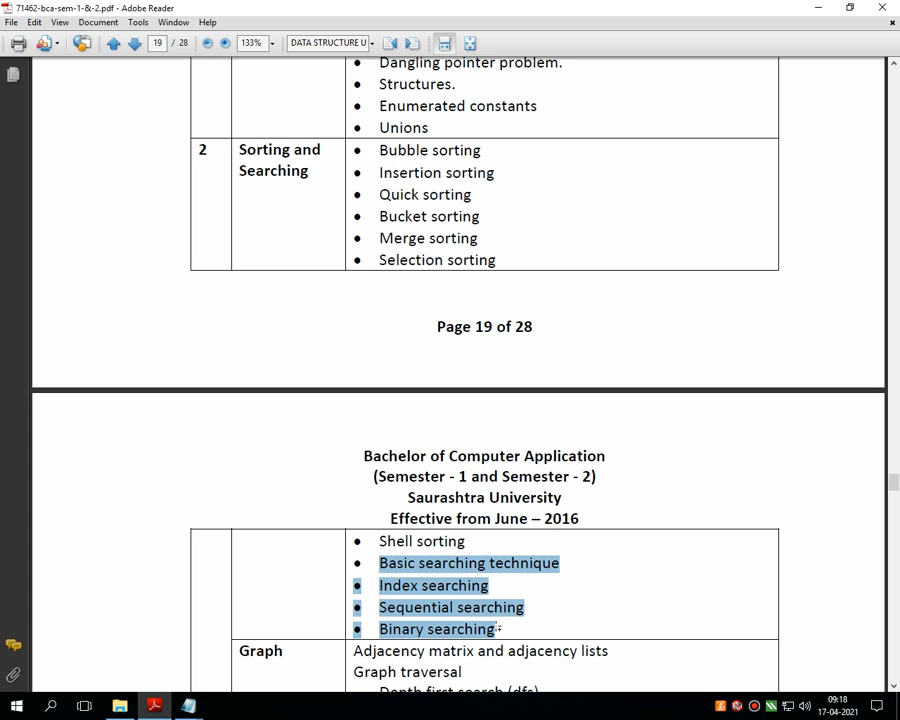 71462-bca-sem-1-&-2.pdf - Adobe Reader
File Edit View Document Tools Window Help
19 / 28 133% DATA STRUCTURE U
Dangling pointer problem.
• Structures.
• Enumerated constants
• Unions
2 Sorting and Searching
• Bubble sorting
• Insertion sorting
• Quick sorting
• Bucket sorting
• Merge sorting
• Selection sorting
Page 19 of 28
Bachelor of Computer Application
(Semester - 1 and Semester - 2)
Saurashtra University
Effective from June – 2016
• Shell sorting
• Basic searching technique
• Index searching
• Sequential searching
• Binary searching
Graph
Adjacency matrix and adjacency lists
Graph traversal
Depth first search (dfs)
09:18
17-04-2021